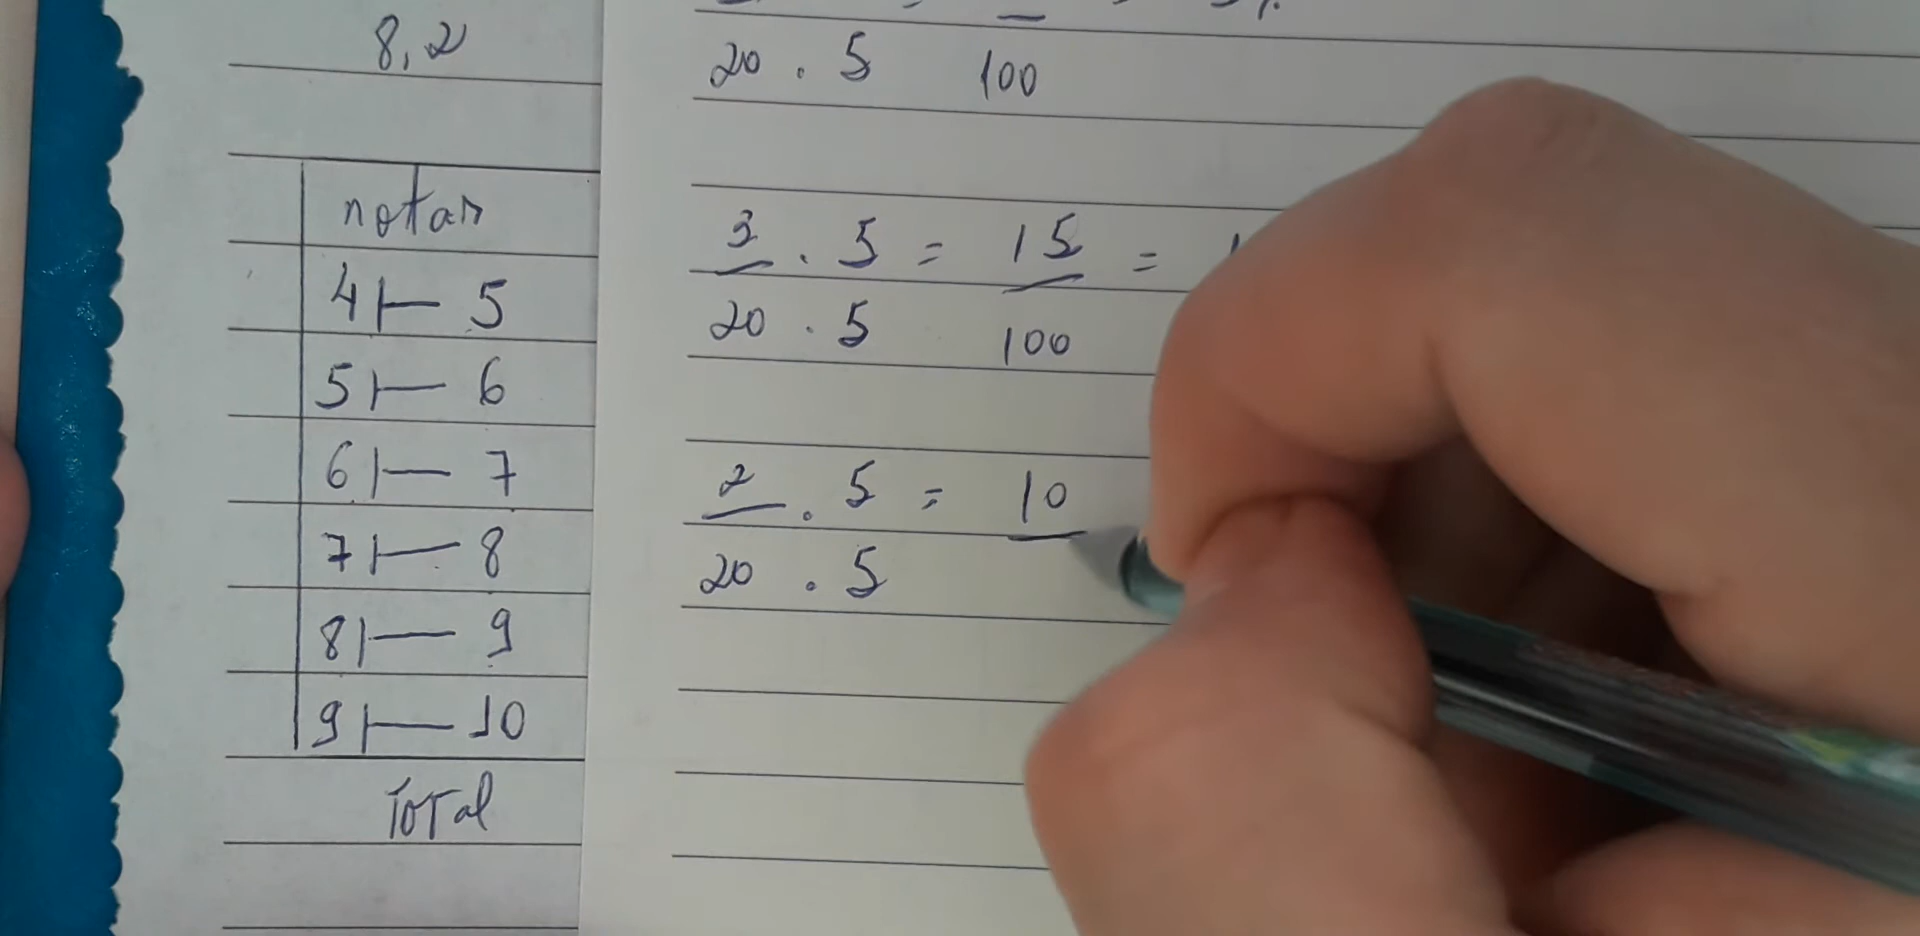 8,2
notas
4 ⊢ 5
5 ⊢ 6
6 ⊢ 7
7 ⊢ 8
8 ⊢ 9
9 ⊢ 10
Total
20 . 5 100
3 . 5 = 15 =
20 . 5 100
2 . 5 = 10
20 . 5